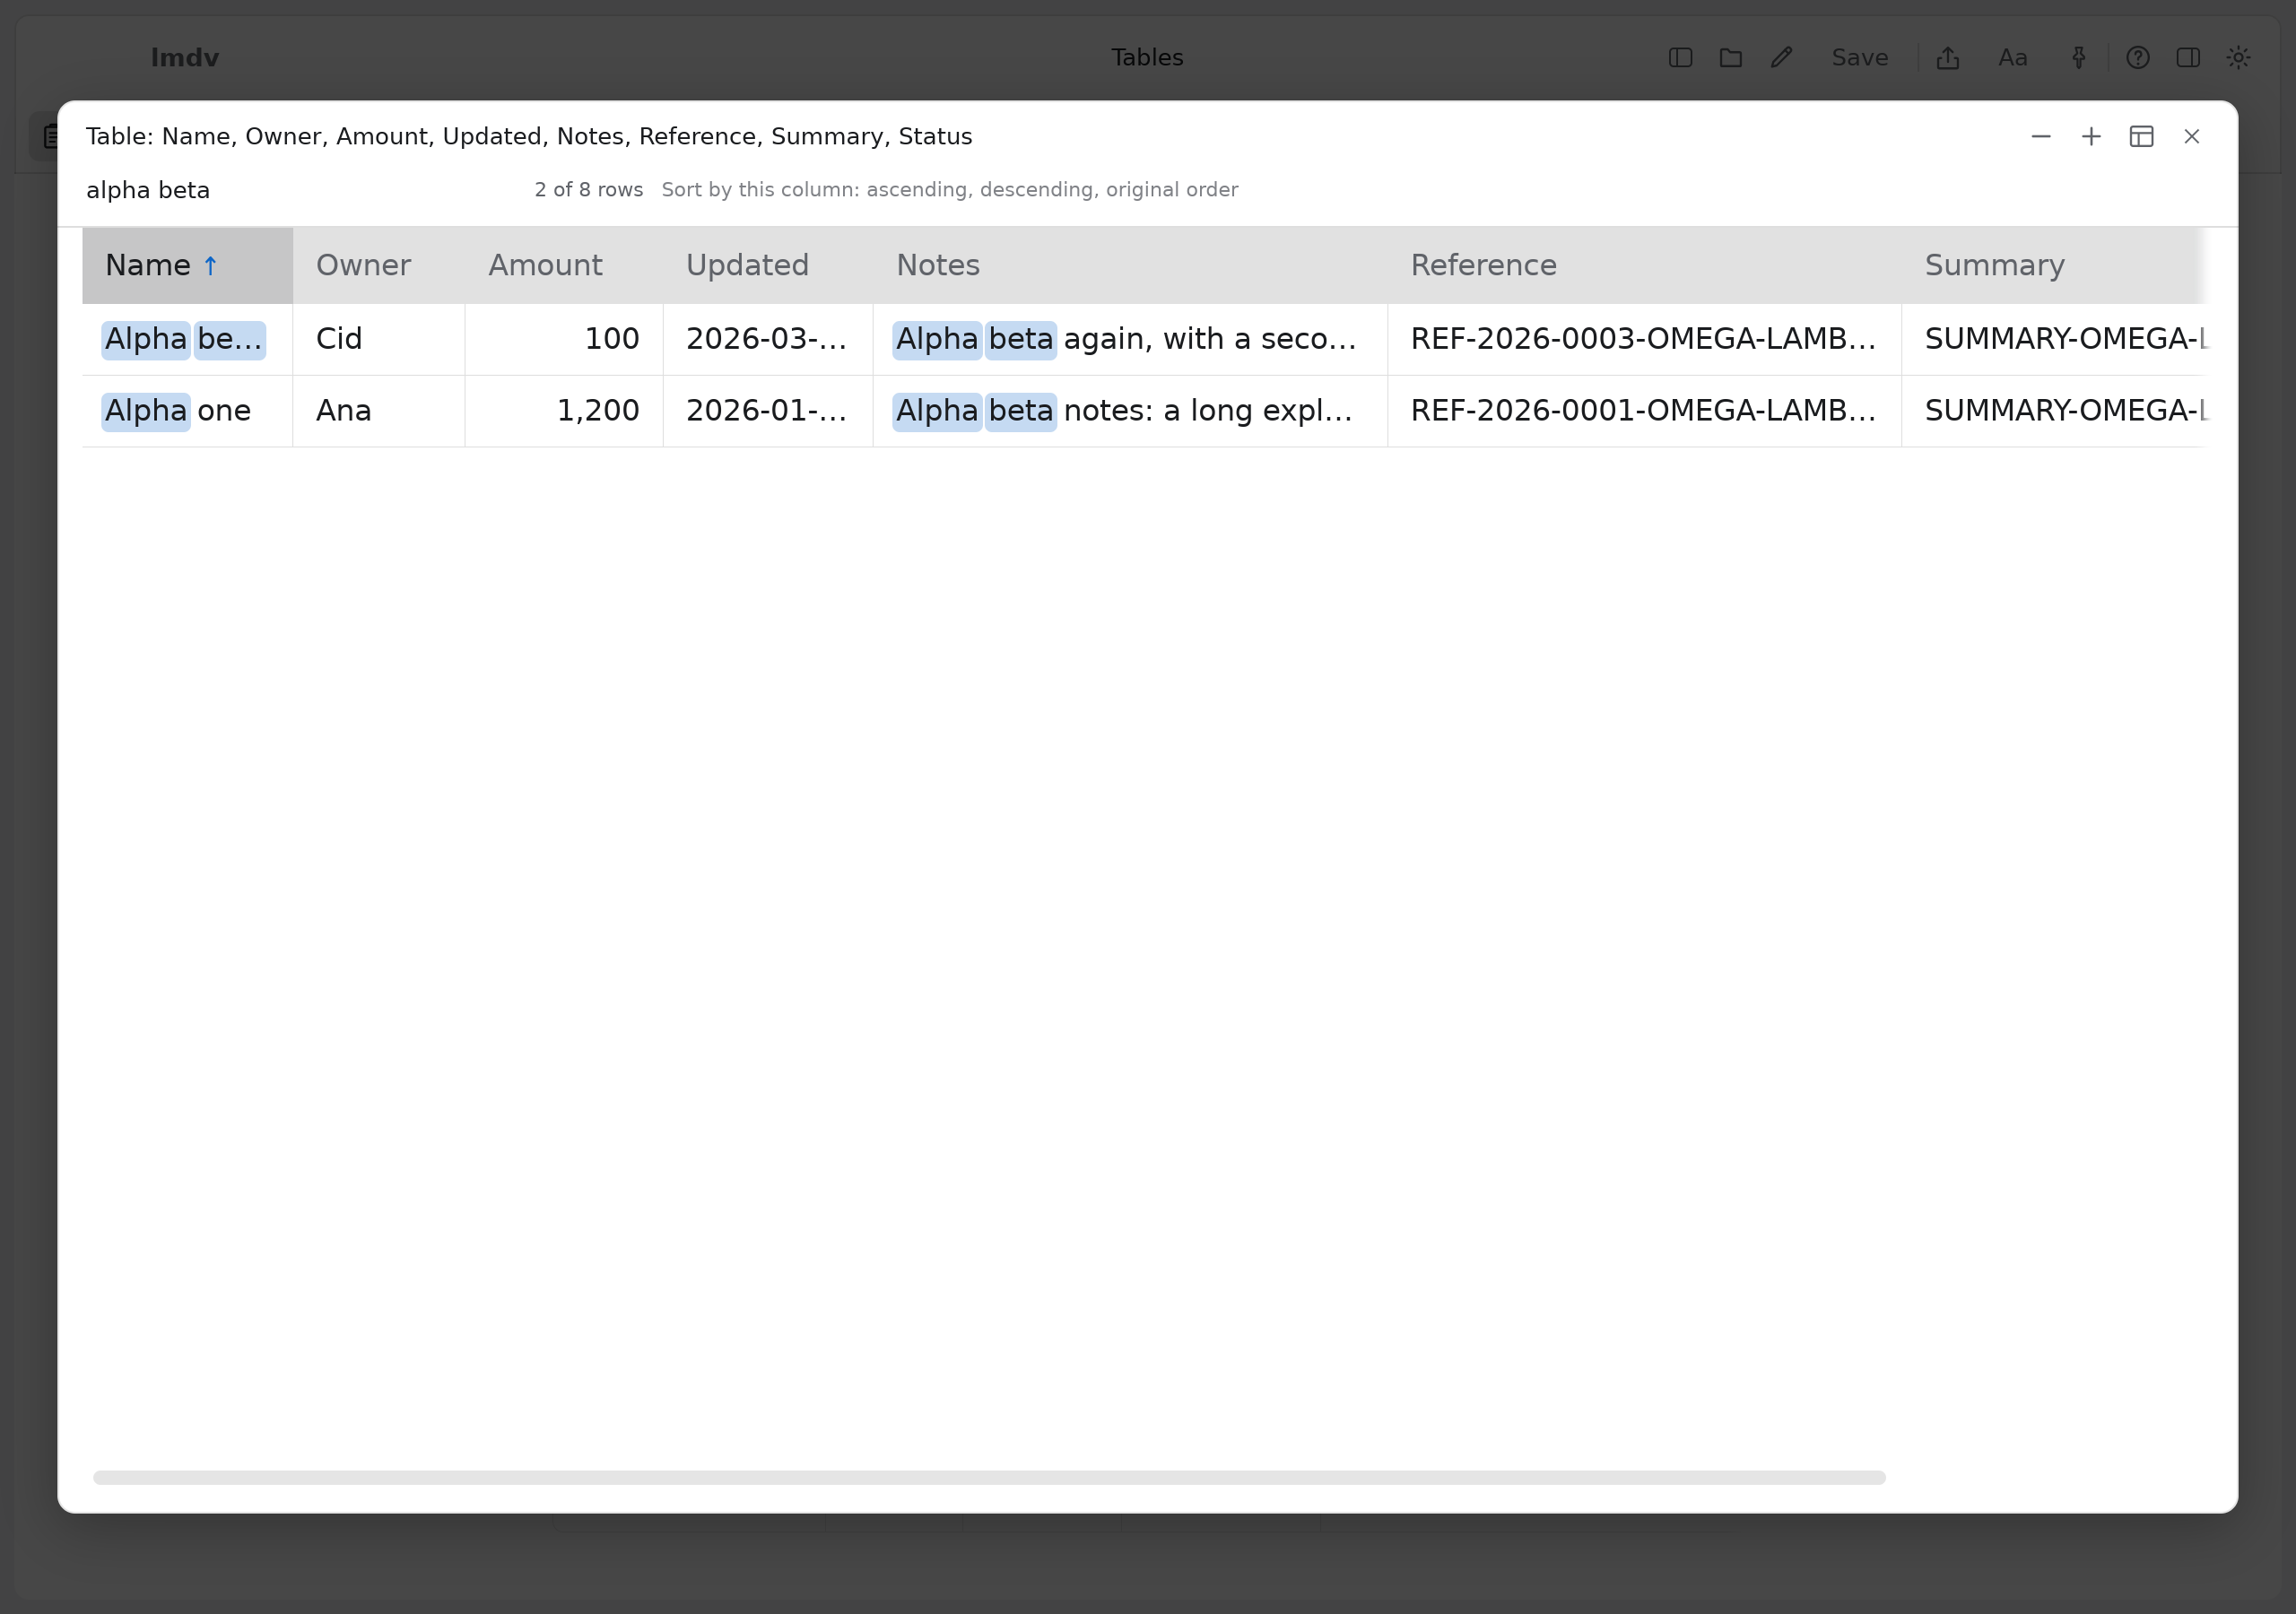 lmdv Tables Save Aa
Table: Name, Owner, Amount, Updated, Notes, Reference, Summary, Status
alpha beta 2 of 8 rows Sort by this column: ascending, descending, original order
Name ↑ Owner Amount Updated Notes Reference Summary
Alpha be… Cid 100 2026-03-… Alpha beta again, with a seco… REF-2026-0003-OMEGA-LAMB… SUMMARY-OMEGA-L
Alpha one Ana 1,200 2026-01-… Alpha beta notes: a long expl… REF-2026-0001-OMEGA-LAMB… SUMMARY-OMEGA-L